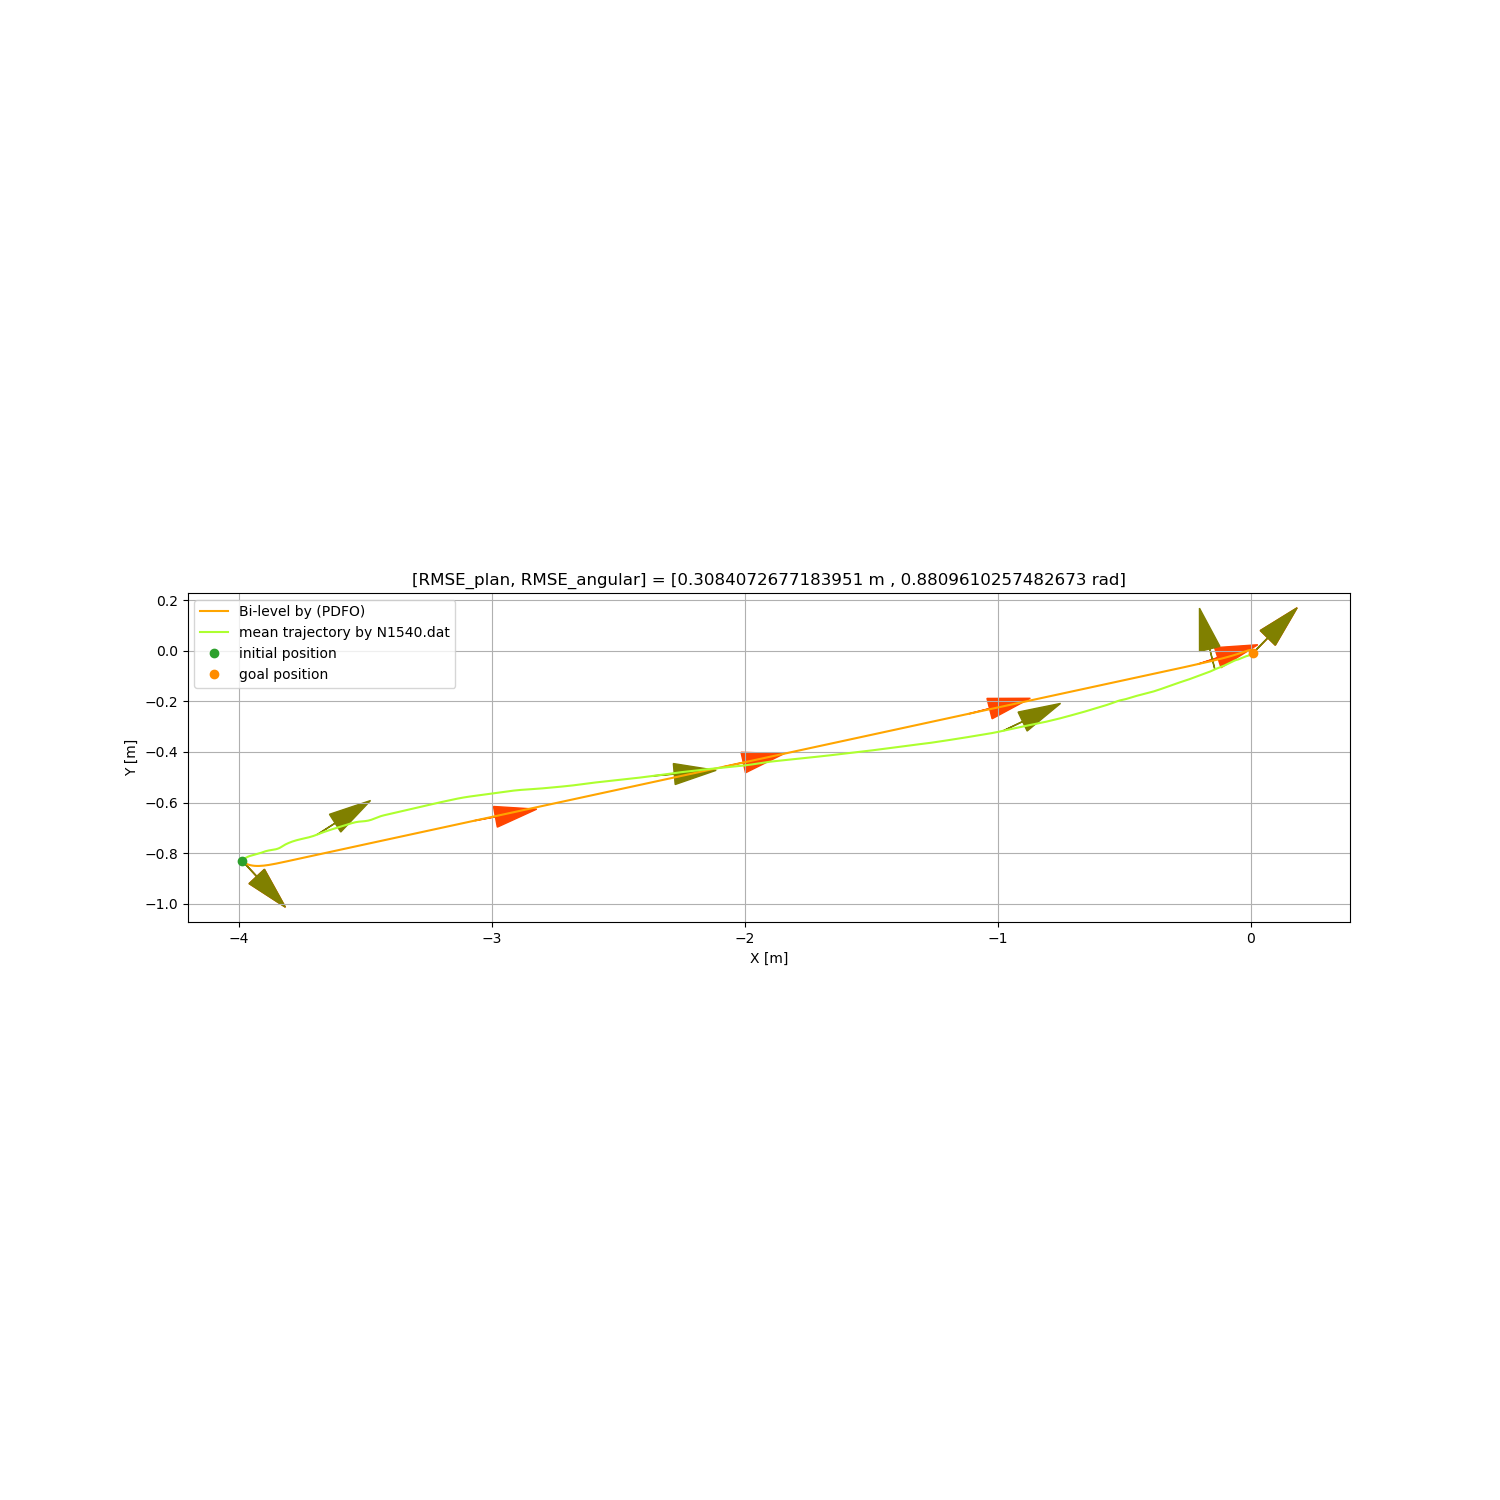 [RMSE_plan, RMSE_angular] = [0.3084072677183951 m , 0.8809610257482673 rad]
Bi-level by (PDFO)
mean trajectory by N1540.dat
initial position
goal position
0.2
0.0
−0.2
−0.4
−0.6
−0.8
−1.0
Y [m]
−4 −3 −2 −1 0
X [m]